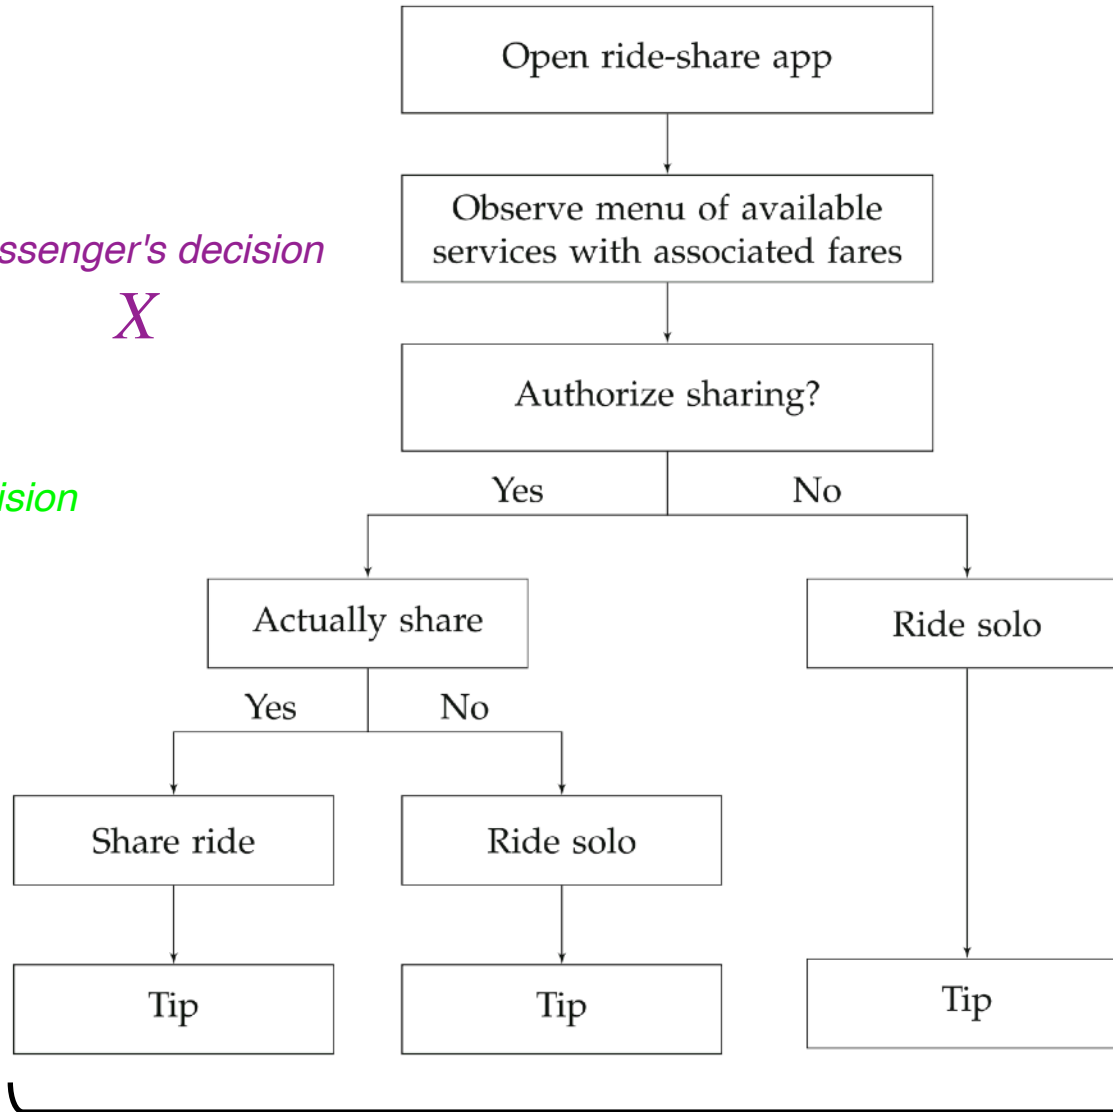 Open ride-share app
Observe menu of available
services with associated fares
ssenger's decision
X
Authorize sharing?
Yes
No
ision
Actually share
Ride solo
Yes
No
Share ride
Ride solo
Tip
Tip
Tip